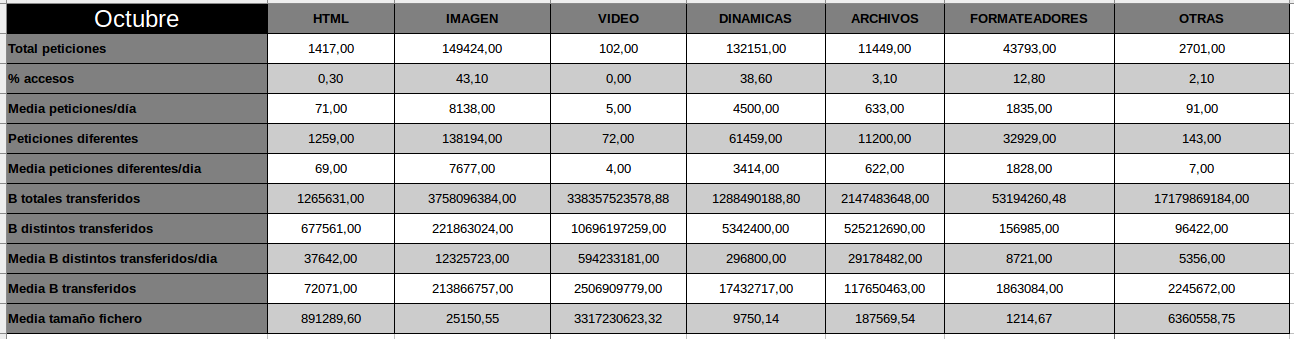 Octubre HTML IMAGEN VIDEO DINAMICAS ARCHIVOS FORMATEADORES OTRAS
Total peticiones 1417,00 149424,00 102,00 132151,00 11449,00 43793,00 2701,00
% accesos 0,30 43,10 0,00 38,60 3,10 12,80 2,10
Media peticiones/día 71,00 8138,00 5,00 4500,00 633,00 1835,00 91,00
Peticiones diferentes 1259,00 138194,00 72,00 61459,00 11200,00 32929,00 143,00
Media peticiones diferentes/dia 69,00 7677,00 4,00 3414,00 622,00 1828,00 7,00
B totales transferidos 1265631,00 3758096384,00 338357523578,88 1288490188,80 2147483648,00 53194260,48 17179869184,00
B distintos transferidos 677561,00 221863024,00 10696197259,00 5342400,00 525212690,00 156985,00 96422,00
Media B distintos transferidos/dia 37642,00 12325723,00 594233181,00 296800,00 29178482,00 8721,00 5356,00
Media B transferidos 72071,00 213866757,00 2506909779,00 17432717,00 117650463,00 1863084,00 2245672,00
Media tamaño fichero 891289,60 25150,55 3317230623,32 9750,14 187569,54 1214,67 6360558,75